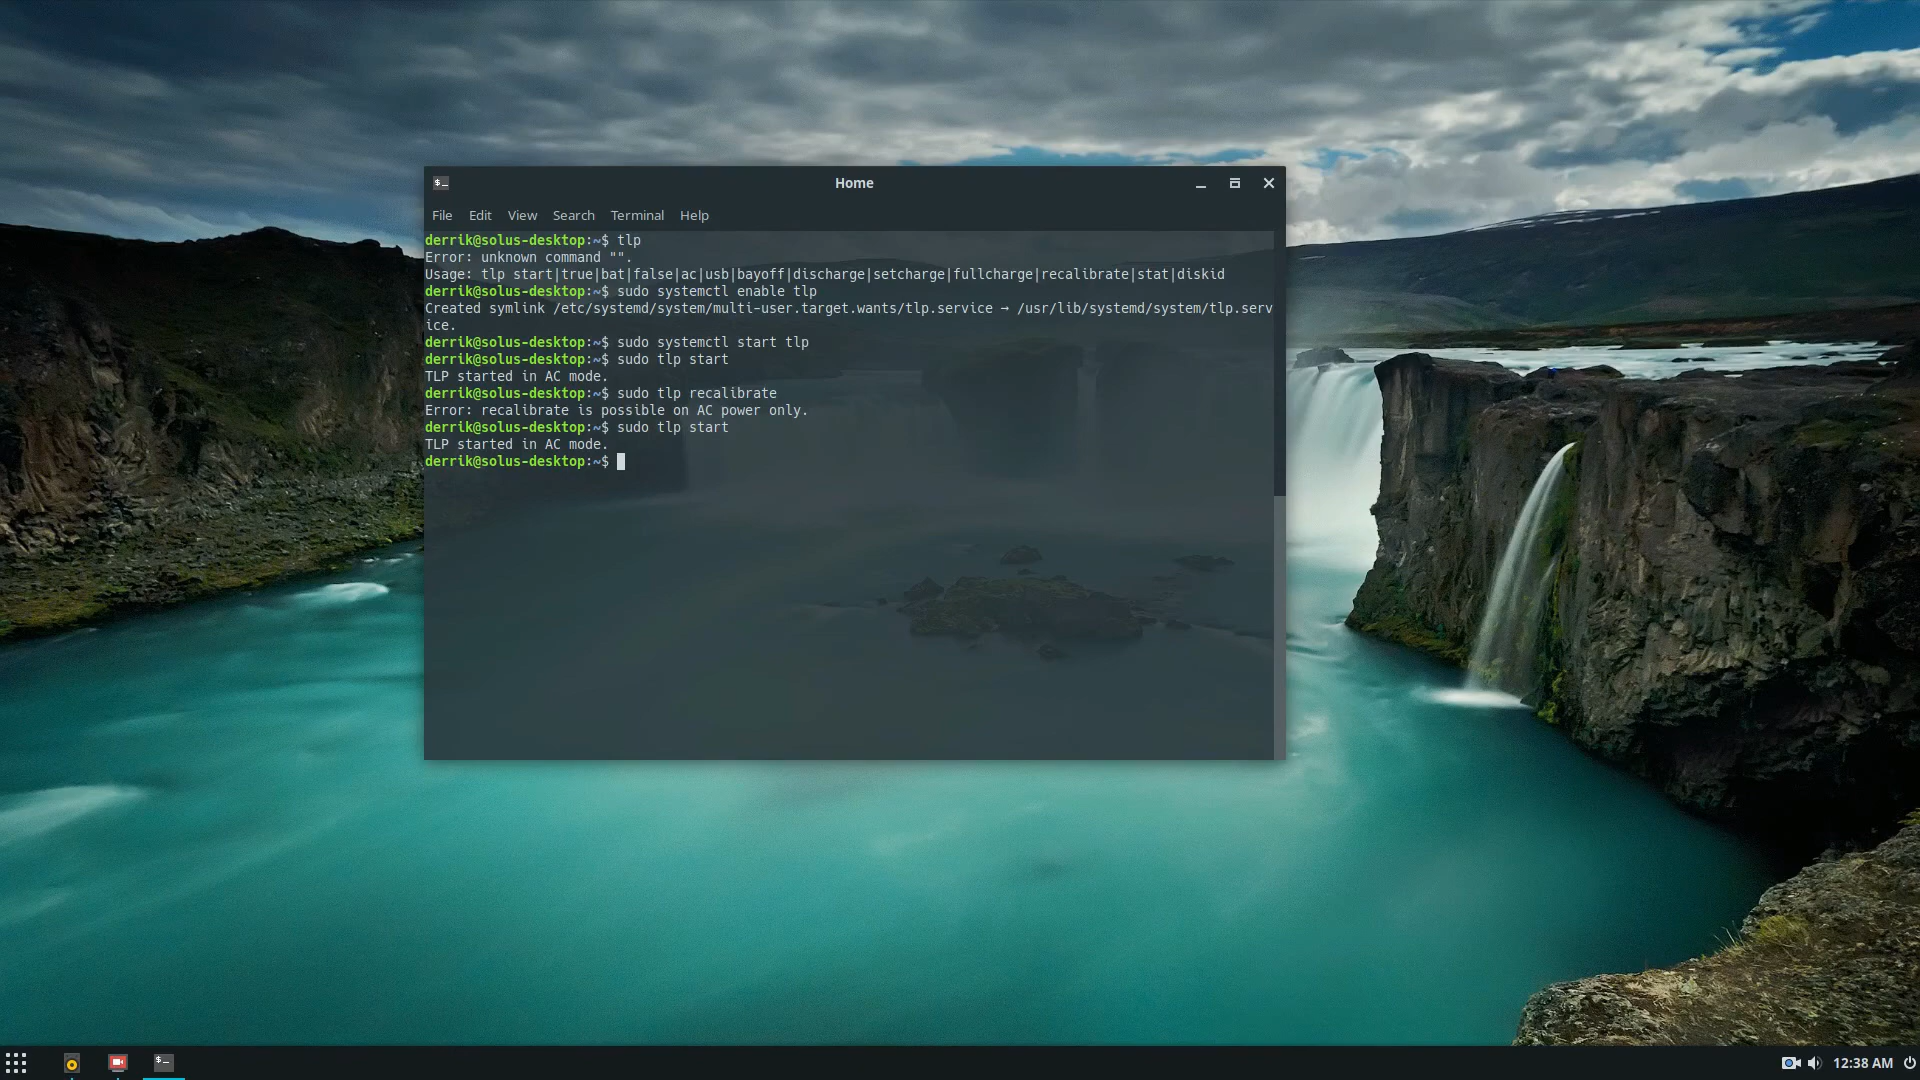 Home
File Edit View Search Terminal Help
derrik@solus-desktop:~$ tlp
Error: unknown command "".
Usage: tlp start|true|bat|false|ac|usb|bayoff|discharge|setcharge|fullcharge|recalibrate|stat|diskid
derrik@solus-desktop:~$ sudo systemctl enable tlp
Created symlink /etc/systemd/system/multi-user.target.wants/tlp.service → /usr/lib/systemd/system/tlp.serv
ice.
derrik@solus-desktop:~$ sudo systemctl start tlp
derrik@solus-desktop:~$ sudo tlp start
TLP started in AC mode.
derrik@solus-desktop:~$ sudo tlp recalibrate
Error: recalibrate is possible on AC power only.
derrik@solus-desktop:~$ sudo tlp start
TLP started in AC mode.
derrik@solus-desktop:~$
12:38 AM